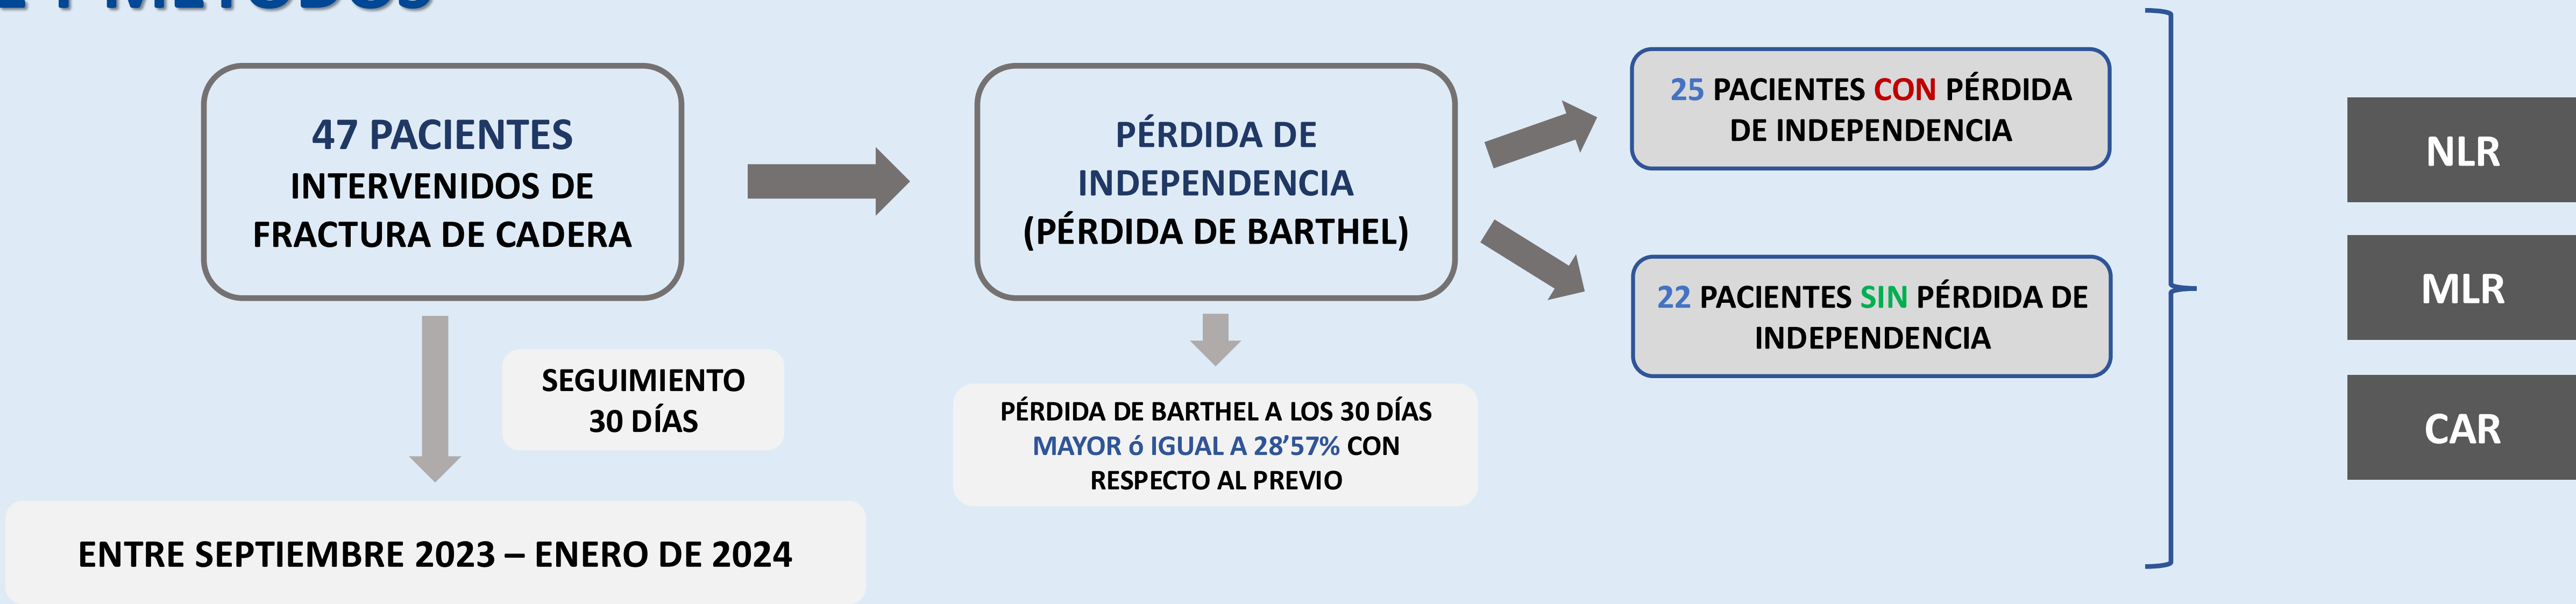 47 PACIENTES
INTERVENIDOS DE
FRACTURA DE CADERA
SEGUIMIENTO
30 DÍAS
ENTRE SEPTIEMBRE 2023 – ENERO DE 2024
PÉRDIDA DE
INDEPENDENCIA
(PÉRDIDA DE BARTHEL)
PÉRDIDA DE BARTHEL A LOS 30 DÍAS
MAYOR ó IGUAL A 28’57% CON
RESPECTO AL PREVIO
25 PACIENTES CON PÉRDIDA
DE INDEPENDENCIA
22 PACIENTES SIN PÉRDIDA DE
INDEPENDENCIA
NLR
MLR
CAR